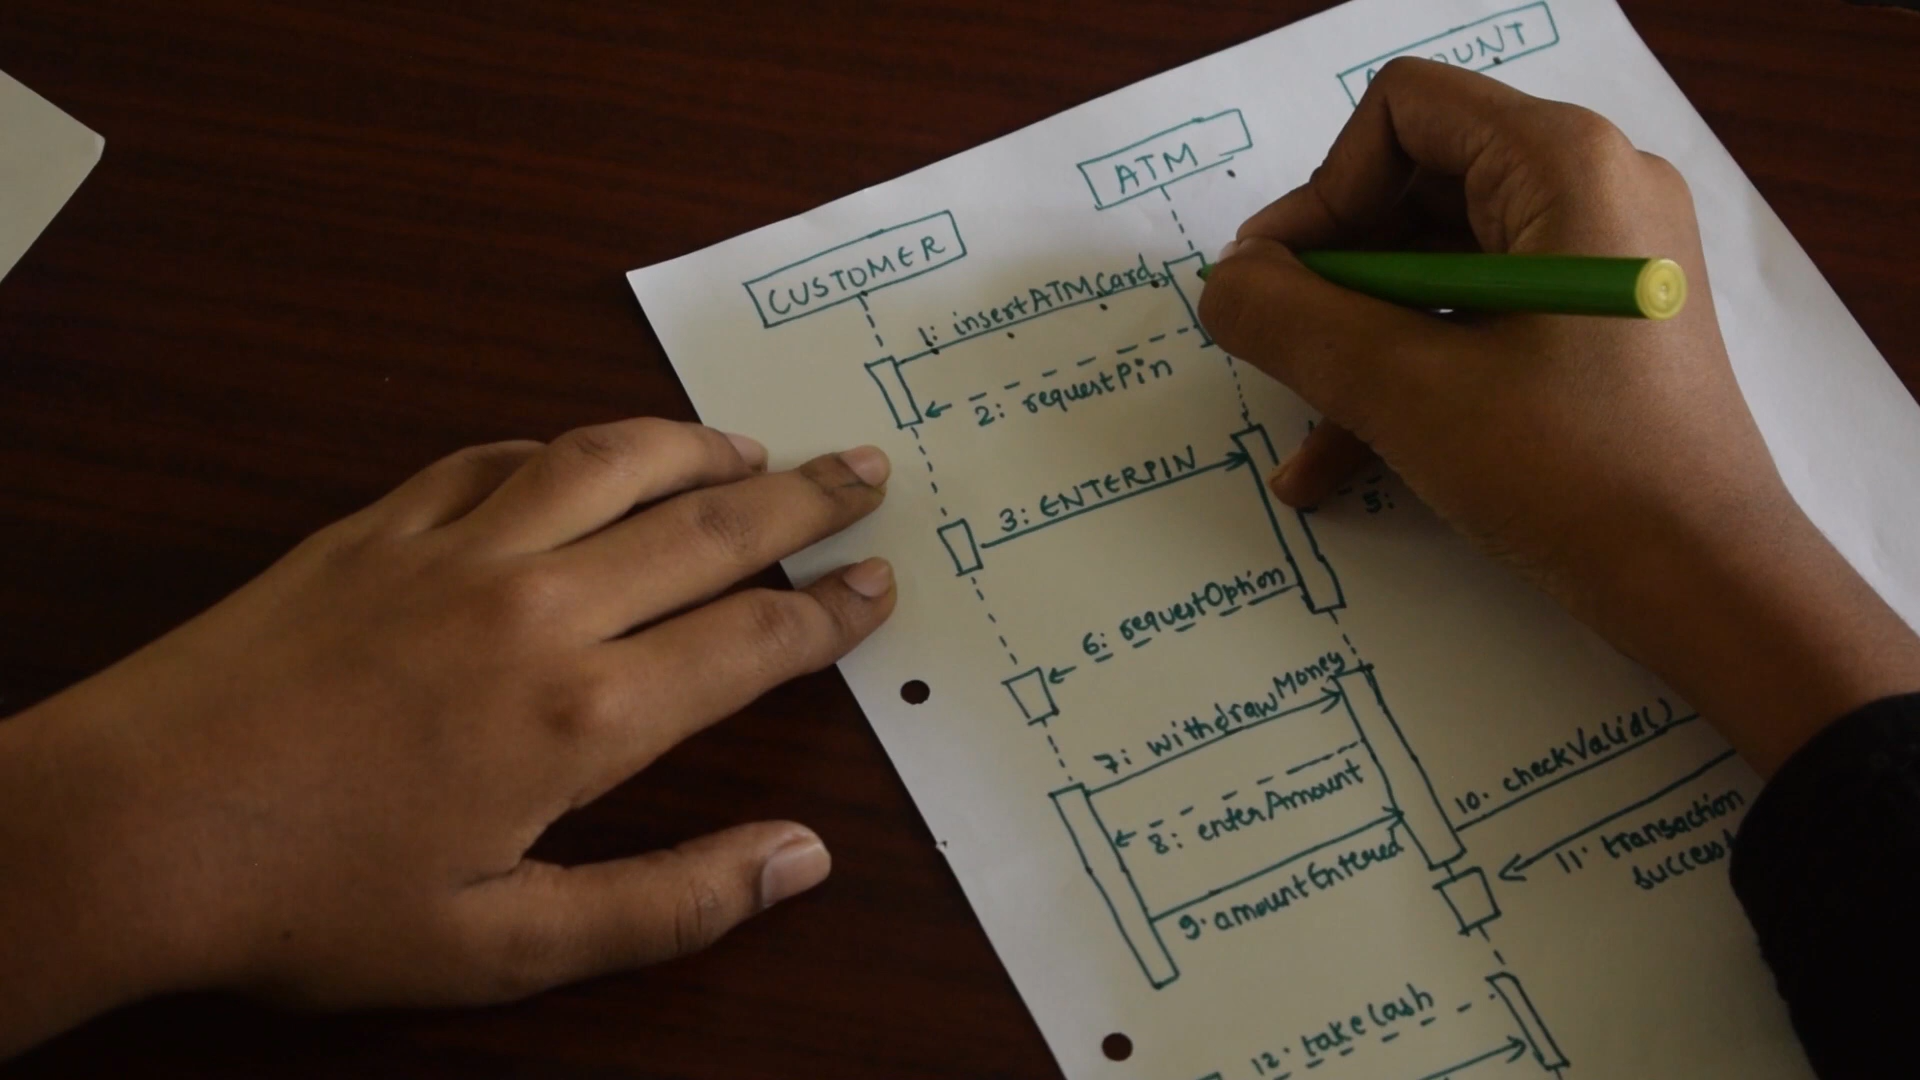 ATM
CUSTOMER
1: insertATMCard
2: requestPin
3: ENTERPIN
5:
6: requestOption
7: withdrawMoney
8: enterAmount
9. amountEntered
10. checkValid()
11. transaction
success
12. takeCash